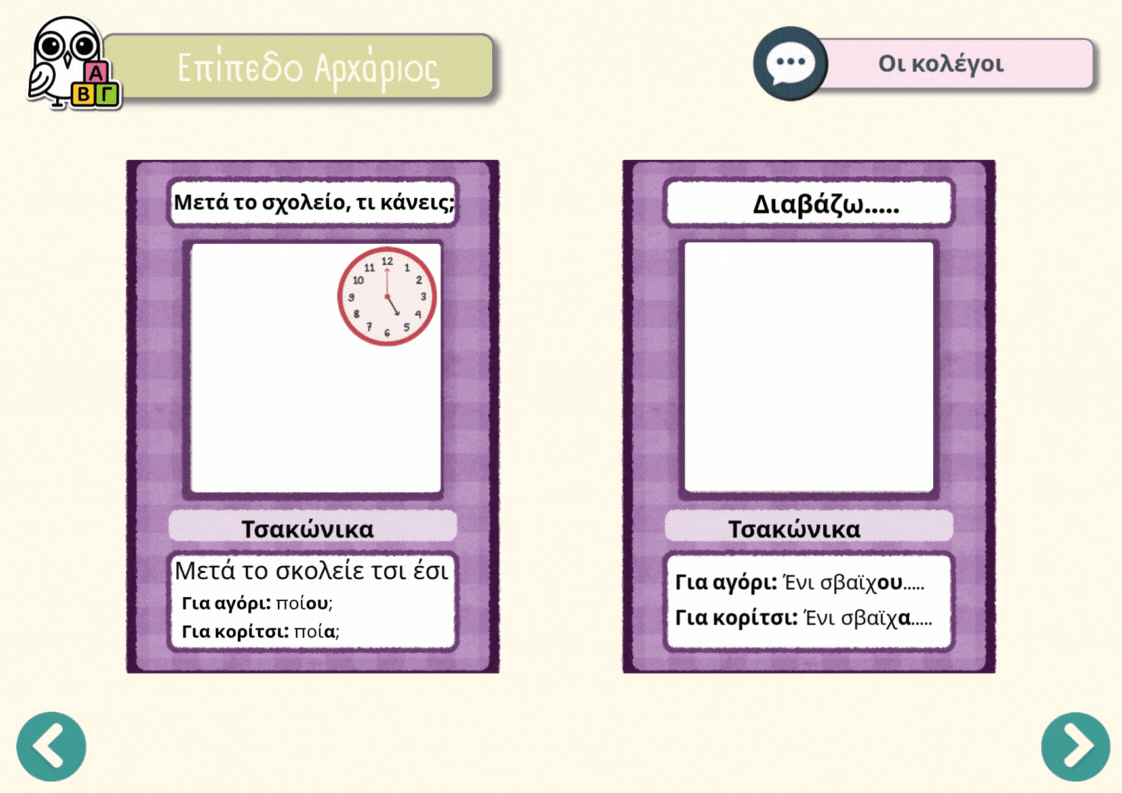 Επίπεδο Αρχάριος
Α
Β Γ
Οι κολέγοι
Μετά το σχολείο, τι κάνεις;
12
11 1
10 2
9 3
8 4
7 5
6
Τσακώνικα
Μετά το σκολείε τσι έσι
Για αγόρι: ποίου;
Για κορίτσι: ποία;
Διαβάζω.....
Τσακώνικα
Για αγόρι: Ένι σβαϊχου.....
Για κορίτσι: Ένι σβαϊχα.....